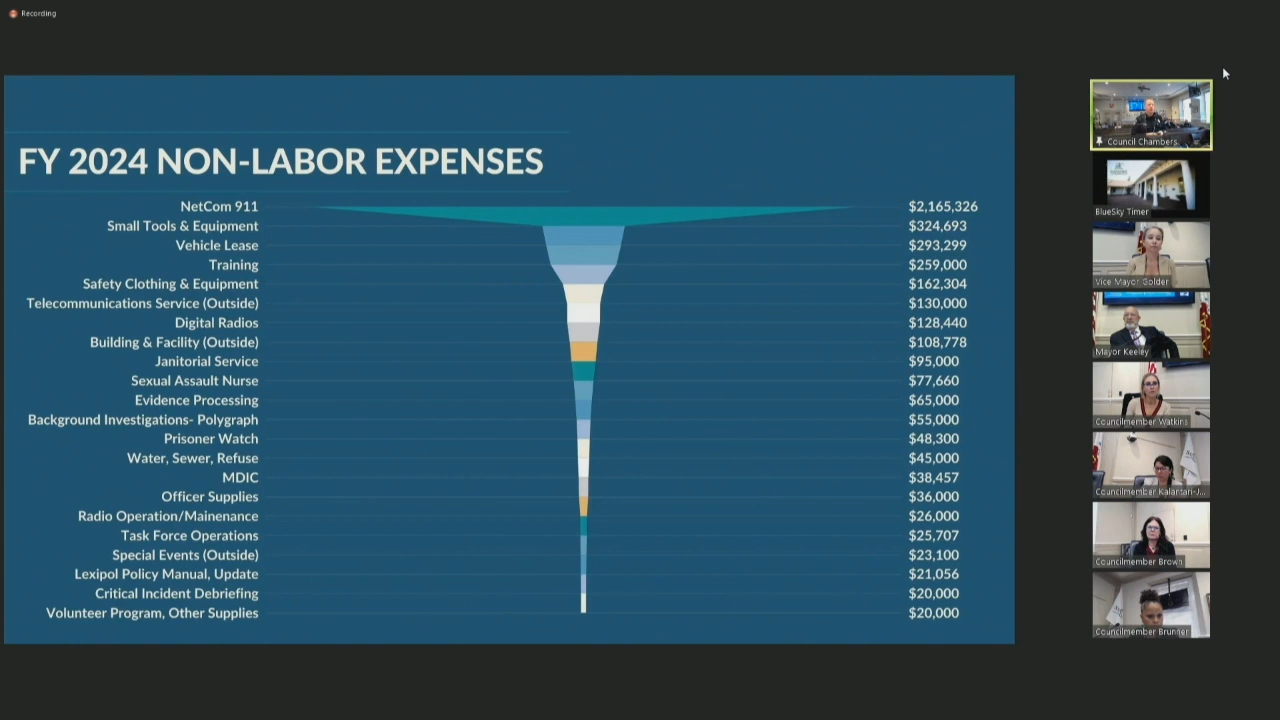 Recording
FY 2024 NON-LABOR EXPENSES
NetCom 911 $2,165,326
Small Tools & Equipment $324,693
Vehicle Lease $293,299
Training $259,000
Safety Clothing & Equipment $162,304
Telecommunications Service (Outside) $130,000
Digital Radios $128,440
Building & Facility (Outside) $108,778
Janitorial Service $95,000
Sexual Assault Nurse $77,660
Evidence Processing $65,000
Background Investigations- Polygraph $55,000
Prisoner Watch $48,300
Water, Sewer, Refuse $45,000
MDIC $38,457
Officer Supplies $36,000
Radio Operation/Mainenance $26,000
Task Force Operations $25,707
Special Events (Outside) $23,100
Lexipol Policy Manual, Update $21,056
Critical Incident Debriefing $20,000
Volunteer Program, Other Supplies $20,000
Council Chambers
BlueSky Timer
Vice Mayor Golder
Mayor Keeley
Councilmember Watkins
Councilmember Kalantari-J...
Councilmember Brown
Councilmember Brunner